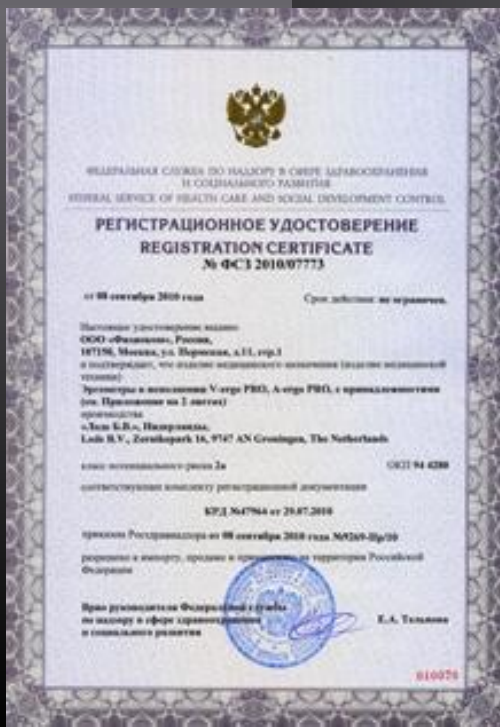 ФЕДЕРАЛЬНАЯ СЛУЖБА ПО НАДЗОРУ В СФЕРЕ ЗДРАВООХРАНЕНИЯ
И СОЦИАЛЬНОГО РАЗВИТИЯ
FEDERAL SERVICE OF HEALTH CARE AND SOCIAL DEVELOPMENT CONTROL
РЕГИСТРАЦИОННОЕ УДОСТОВЕРЕНИЕ
REGISTRATION CERTIFICATE
№ ФСЗ 2010/07773
от 08 сентября 2010 года Срок действия: не ограничен.
Настоящее удостоверение выдано
ООО «Физиоком», Россия,
107150, Москва, ул. Пермская, д.11, стр.1
и подтверждает, что изделие медицинского назначения (изделие медицинской
техники)
Эргометры в исполнении V-ergo PRO, A-ergo PRO, с принадлежностями
(см. Приложение на 2 листах)
производства
«Лоде Б.В.», Нидерланды,
Lode B.V., Zernikepark 16, 9747 AN Groningen, The Netherlands
класс потенциального риска 2а ОКП 94 4280
соответствующее комплекту регистрационной документации
КРД №47964 от 29.07.2010
приказом Росздравнадзора от 08 сентября 2010 года №9269-Пр/10
разрешено к импорту, продаже и применению на территории Российской
Федерации
Врио руководителя Федеральной службы
по надзору в сфере здравоохранения
и социального развития
Е.А. Тельнова
010070